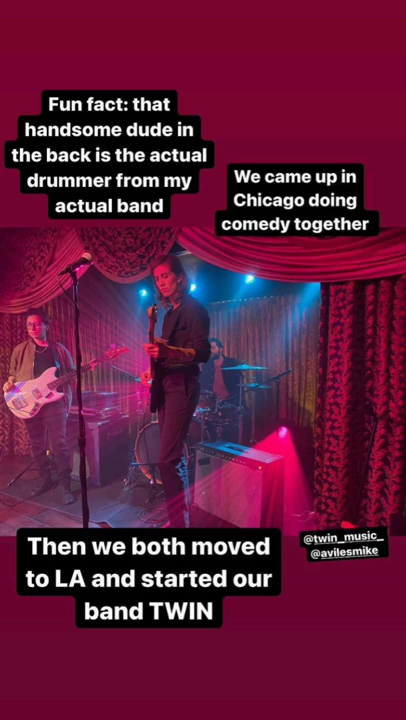 Fun fact: that
handsome dude in
the back is the actual
drummer from my
actual band
We came up in
Chicago doing
comedy together
Then we both moved
to LA and started our
band TWIN
@twin_music_
@avilesmike